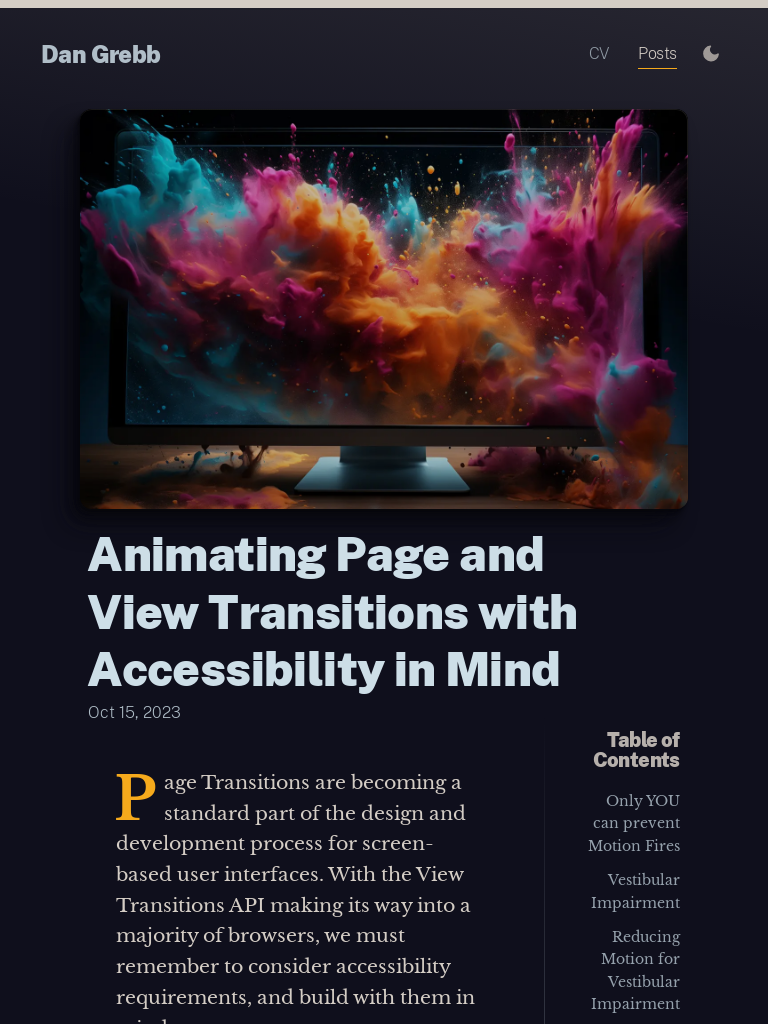 Dan Grebb
CV
Posts
Animating Page and
View Transitions with
Accessibility in Mind
Oct 15, 2023
Page Transitions are becoming a
standard part of the design and
development process for screen-
based user interfaces. With the View
Transitions API making its way into a
majority of browsers, we must
remember to consider accessibility
requirements, and build with them in
Table of
Contents
Only YOU
can prevent
Motion Fires
Vestibular
Impairment
Reducing
Motion for
Vestibular
Impairment